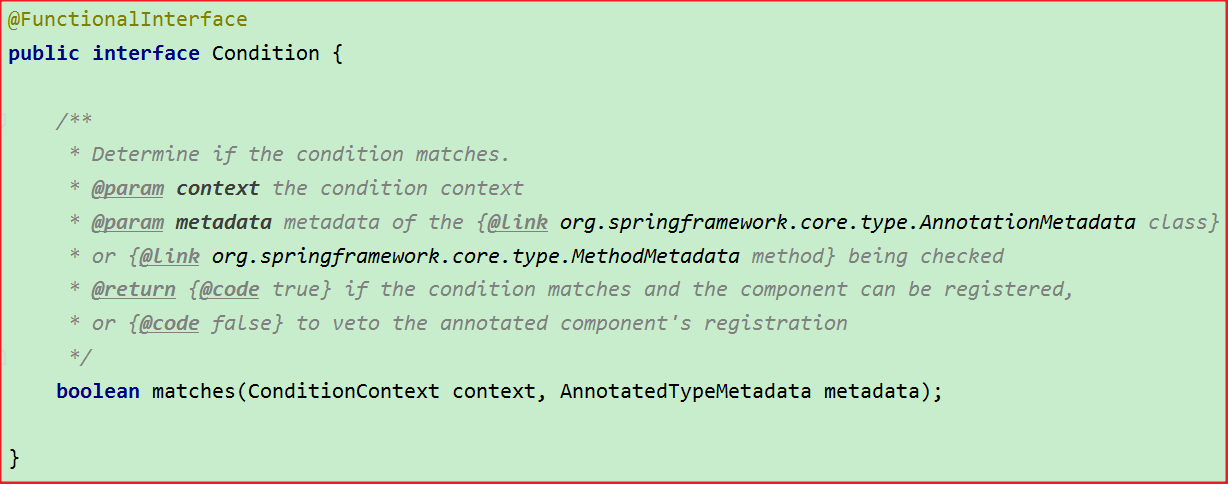 @FunctionalInterface
public interface Condition {
/**
* Determine if the condition matches.
* @param context the condition context
* @param metadata metadata of the {@link org.springframework.core.type.AnnotationMetadata class}
* or {@link org.springframework.core.type.MethodMetadata method} being checked
* @return {@code true} if the condition matches and the component can be registered,
* or {@code false} to veto the annotated component's registration
*/
boolean matches(ConditionContext context, AnnotatedTypeMetadata metadata);
}